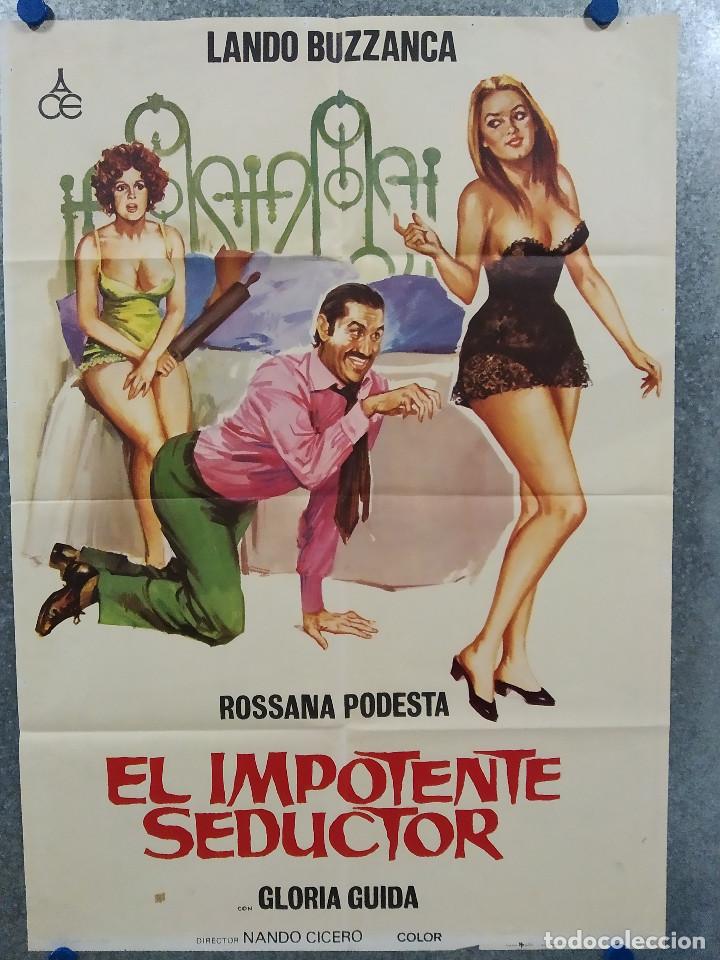 LANDO BUZZANCA
ACE
ROSSANA PODESTA
EL IMPOTENTE
SEDUCTOR
CON GLORIA GUIDA
DIRECTOR NANDO CICERO COLOR
todocoleccion